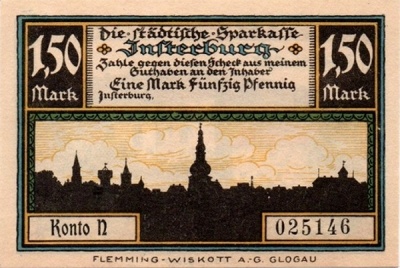 Die städtische Sparkasse
Insterburg
Zahle gegen diesen Scheck aus meinem
Guthaben an den Inhaber
Eine Mark Fünfzig Pfennig
Insterburg.
1,50
Mark
1,50
Mark
Konto N
025146
FLEMMING-WISKOTT A.-G. GLOGAU